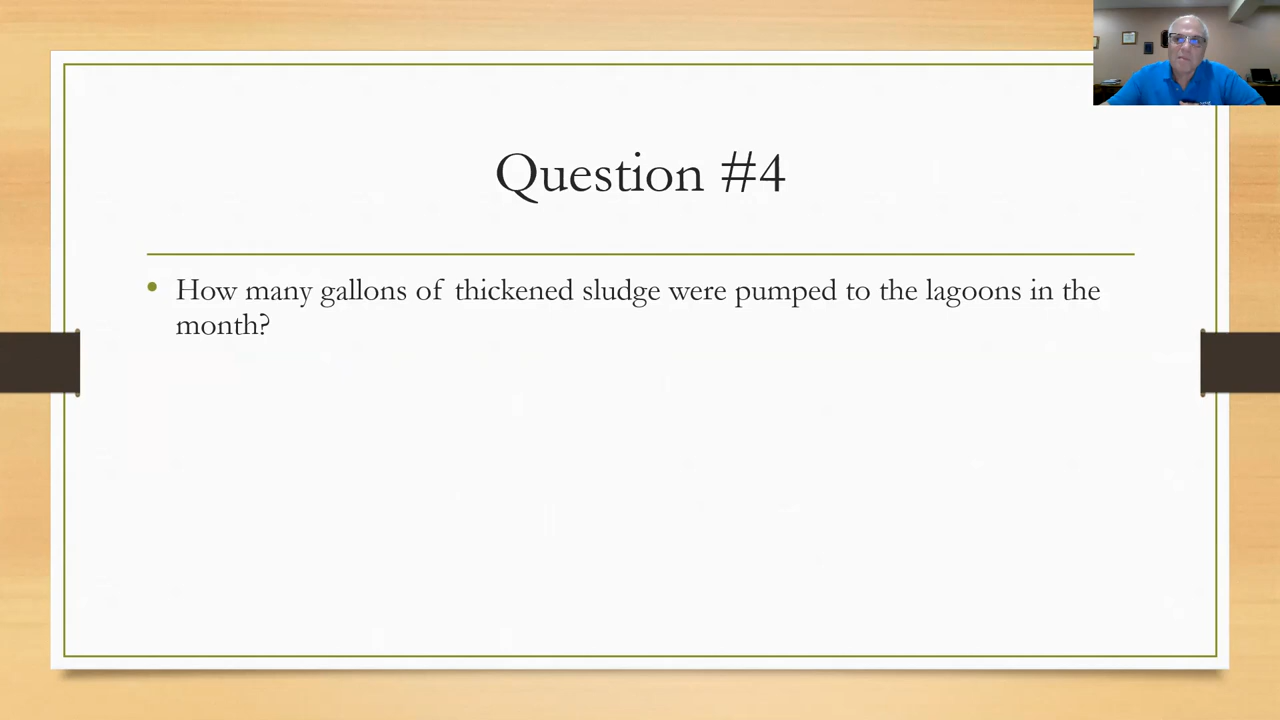 Question #4
• How many gallons of thickened sludge were pumped to the lagoons in the
month?